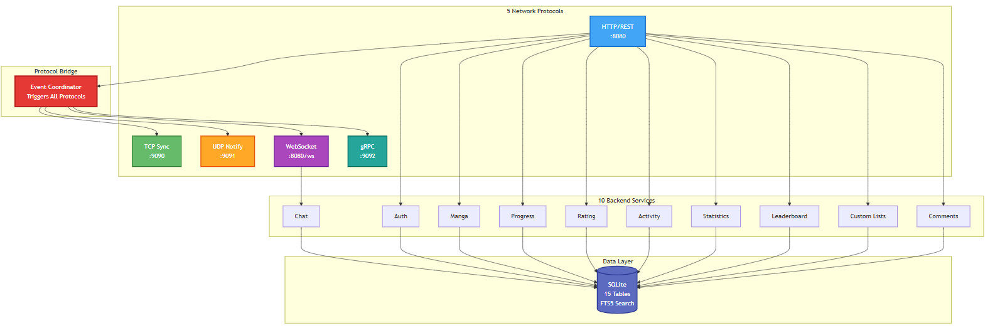 5 Network Protocols
HTTP/REST
:8080
Protocol Bridge
Event Coordinator
Triggers All Protocols
TCP Sync
:9090
UDP Notify
:9091
WebSocket
:8080/ws
gRPC
:9092
10 Backend Services
Chat
Auth
Manga
Progress
Rating
Activity
Statistics
Leaderboard
Custom Lists
Comments
Data Layer
SQLite
15 Tables
FTS5 Search